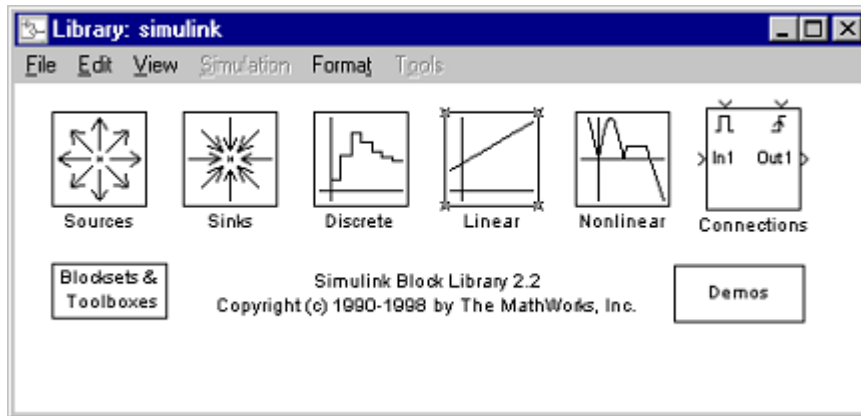 Library: simulink
File Edit View Simulation Format Tools
In1 Out1
Sources Sinks Discrete Linear Nonlinear Connections
Blocksets &
Toolboxes
Simulink Block Library 2.2
Copyright (c) 1990-1998 by The MathWorks, Inc.
Demos